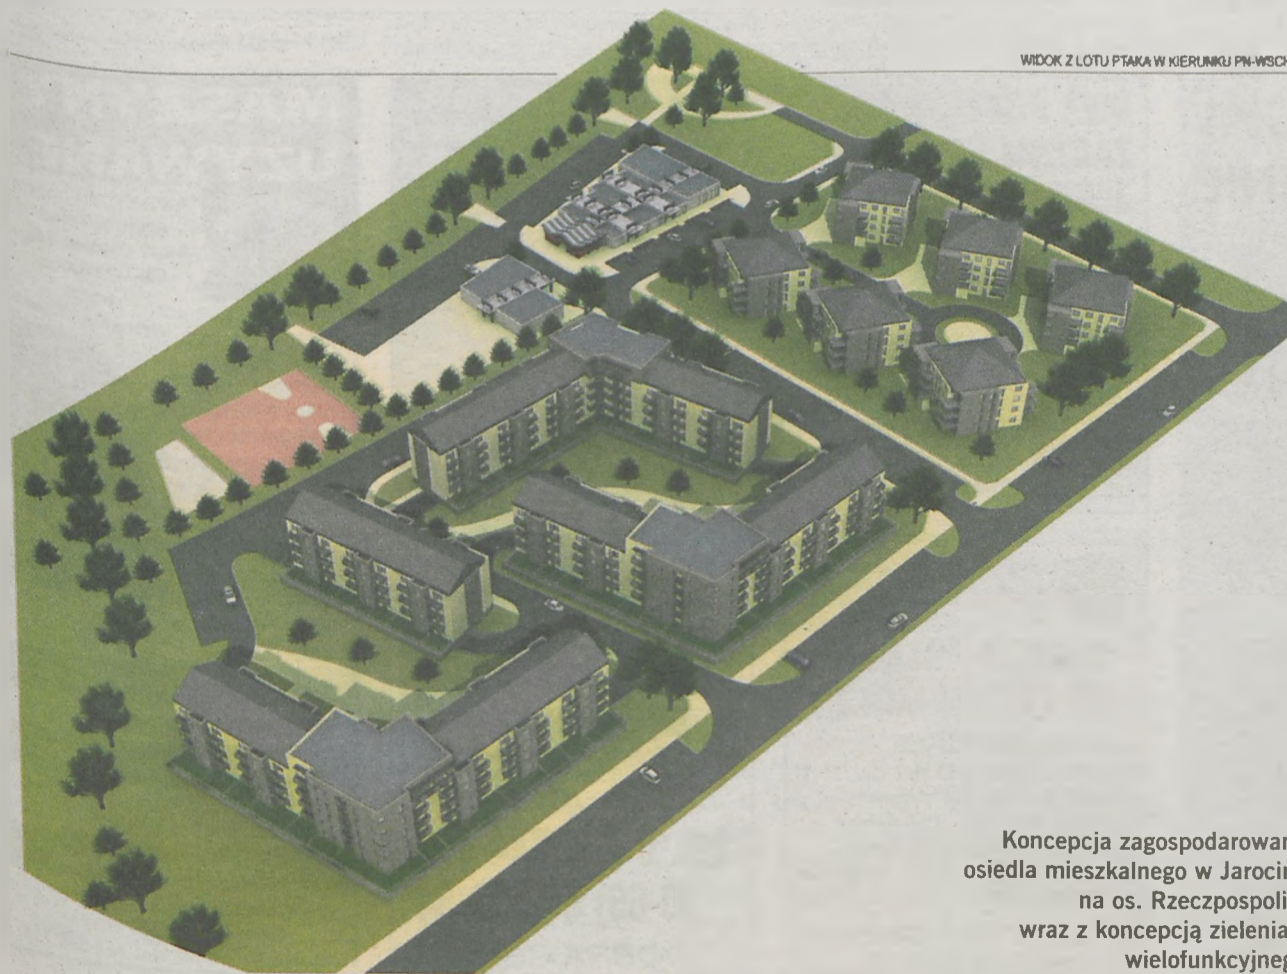 WIDOK Z LOTU PTAKA W KIERUNKU PN-WSCH
Koncepcja zagospodarowan
osiedla mieszkalnego w Jarocin
na os. Rzeczpospoli
wraz z koncepcją zielenia
wielofunkcyjneg